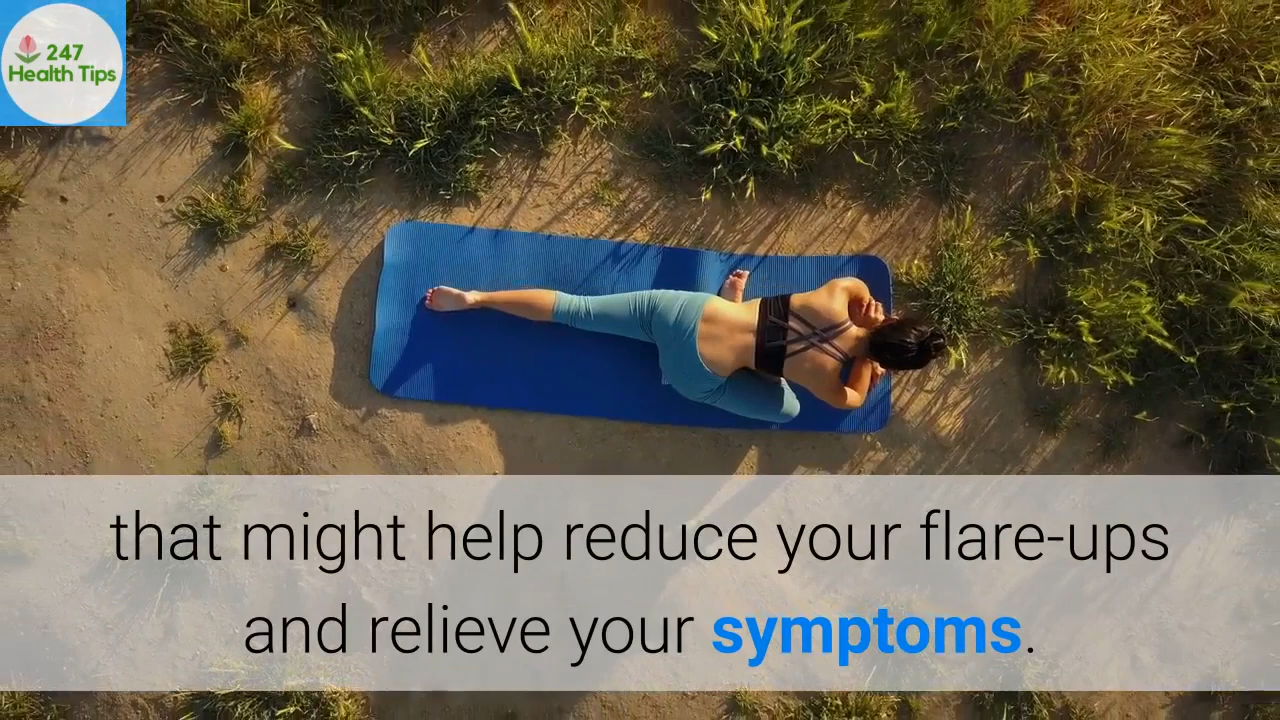 247
Health Tips
that might help reduce your flare-ups
and relieve your symptoms.